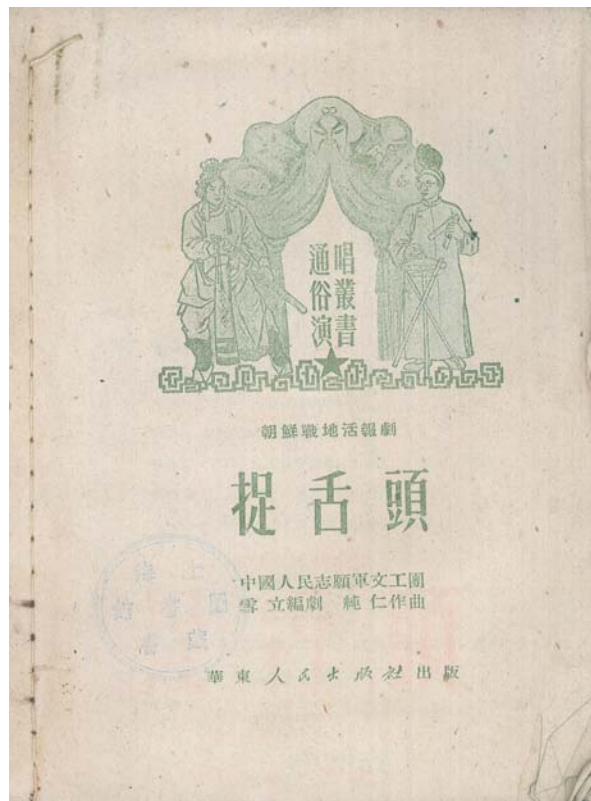 通俗演
唱叢書
朝鮮戰地活報劇
捉舌頭
中國人民志願軍文工團
雪 立編劇 純 仁作曲
華東人民出版社出版